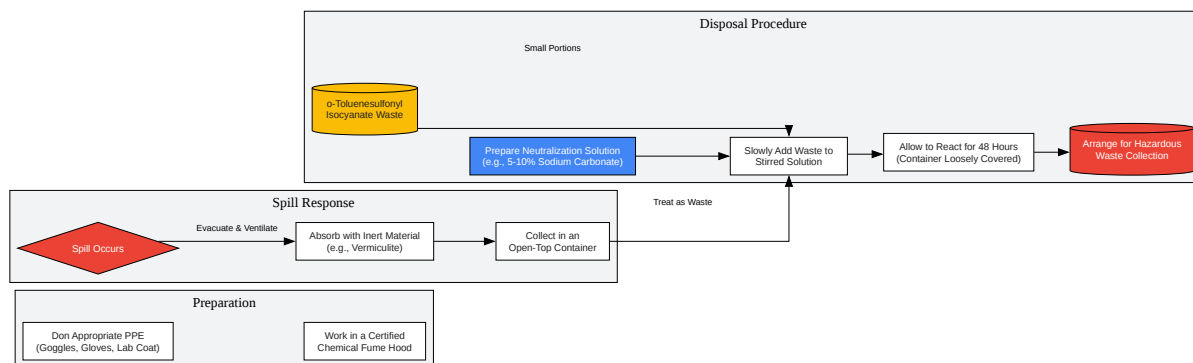 Disposal Procedure
Small Portions
o-Toluenesulfonyl
Isocyanate Waste
Prepare Neutralization Solution
(e.g., 5-10% Sodium Carbonate)
Slowly Add Waste to
Stirred Solution
Allow to React for 48 Hours
(Container Loosely Covered)
Arrange for Hazardous
Waste Collection
Spill Response
Treat as Waste
Spill Occurs
Evacuate & Ventilate
Absorb with Inert Material
(e.g., Vermiculite)
Collect in an
Open-Top Container
Preparation
Don Appropriate PPE
(Goggles, Gloves, Lab Coat)
Work in a Certified
Chemical Fume Hood